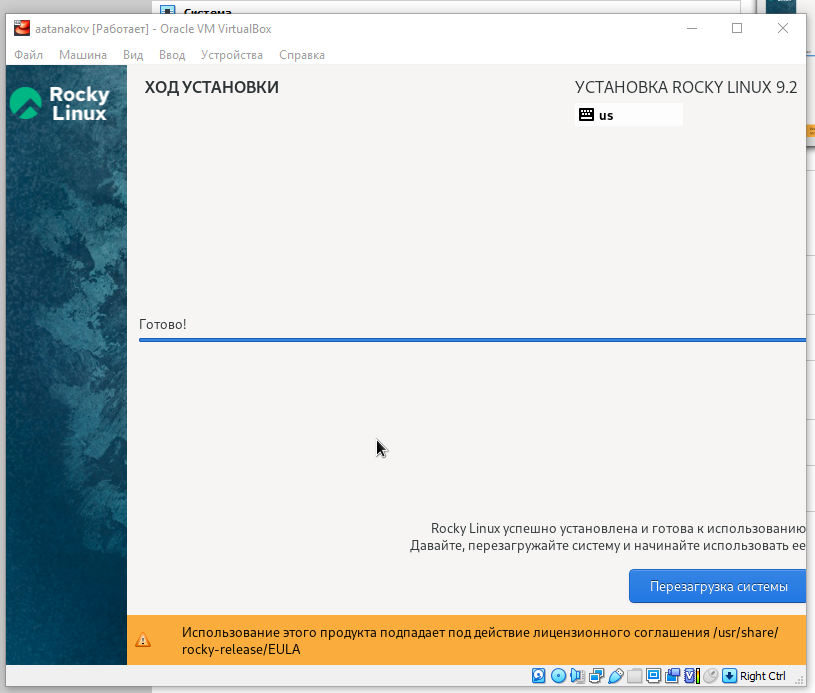 Система
aatanakov [Работает] - Oracle VM VirtualBox
Файл Машина Вид Ввод Устройства Справка
Rocky
Linux
ХОД УСТАНОВКИ
УСТАНОВКА ROCKY LINUX 9.2
us
Готово!
Rocky Linux успешно установлена и готова к использованию
Давайте, перезагружайте систему и начинайте использовать ее
Перезагрузка системы
Использование этого продукта подпадает под действие лицензионного соглашения /usr/share/
rocky-release/EULA
Right Ctrl